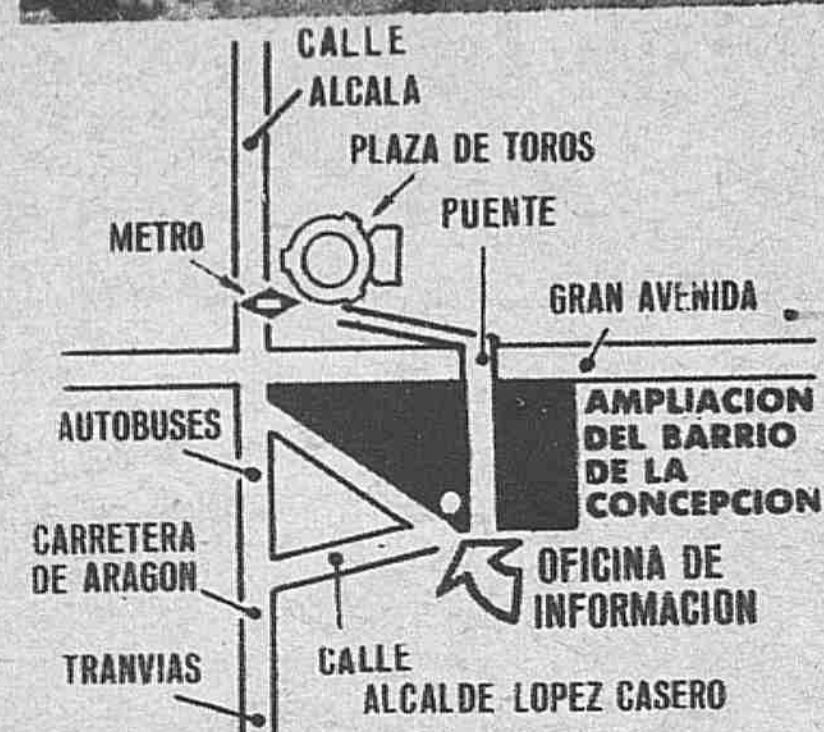 CALLE
ALCALA
PLAZA DE TOROS
PUENTE
METRO
GRAN AVENIDA
AUTOBUSES
AMPLIACION
DEL BARRIO
DE LA
CONCEPCION
CARRETERA
DE ARAGON
OFICINA DE
INFORMACION
TRANVIAS
CALLE
ALCALDE LOPEZ CASERO